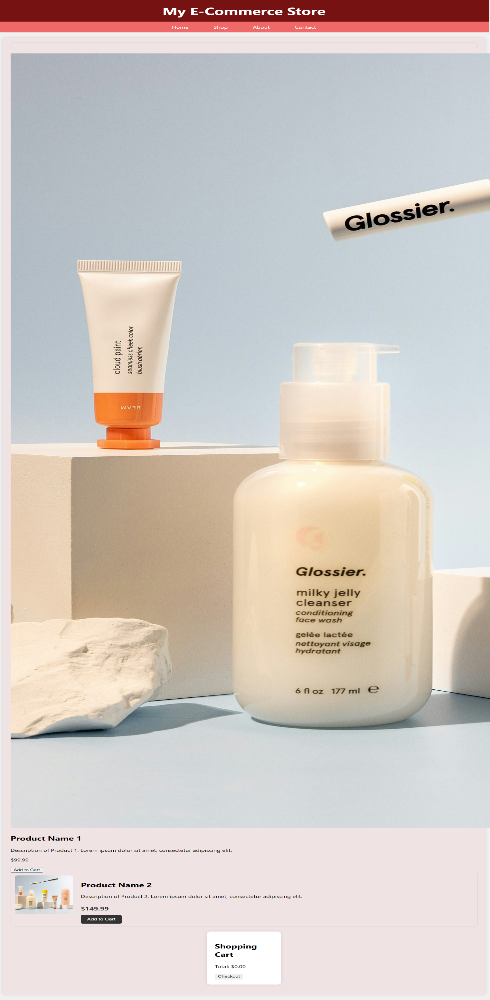 My E-Commerce Store
Home Shop About Contact
Glossier.
cloud paint
seamless cheek color
blush aérien
BEAM
Glossier.
milky jelly
cleanser
conditioning
face wash
gelée lactée
nettoyant visage
hydratant
6 fl oz 177 ml ℮
Product Name 1
Description of Product 1. Lorem ipsum dolor sit amet, consectetur adipiscing elit.
$99.99
Add to Cart
Product Name 2
Description of Product 2. Lorem ipsum dolor sit amet, consectetur adipiscing elit.
$149.99
Add to Cart
Shopping
Cart
Total: $0.00
Checkout